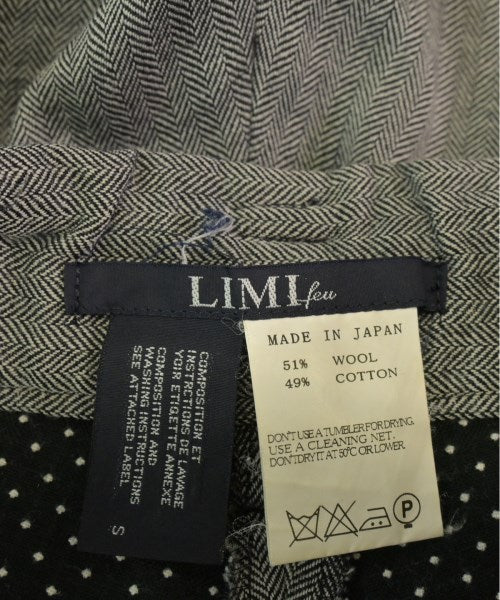 LIMI feu
COMPOSITION ET
INSTRUCTIONS DE LAVAGE
VOIR ETIQUETTE ANNEXE
COMPOSITION AND
WASHING INSTRUCTIONS
SEE ATTACHED LABEL
S
MADE IN JAPAN
51% WOOL
49% COTTON
DON'T USE A TUMBLER FOR DRYING.
USE A CLEANING NET.
DON'T DRY IT AT 50°C OR LOWER.
P